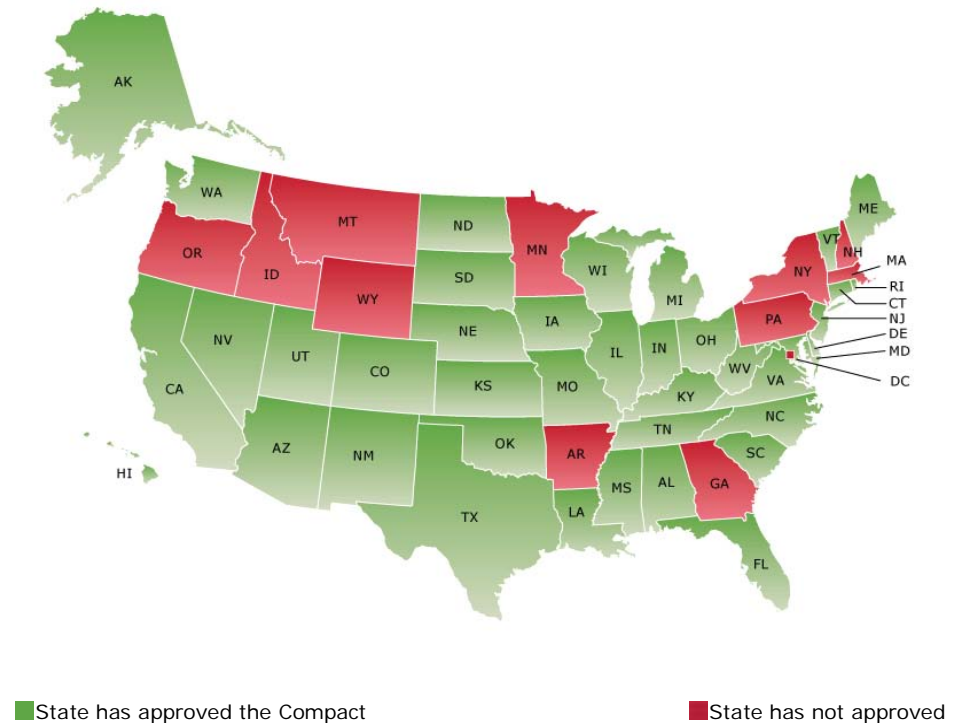 AK
WA
MT
ND
MN
ME
VT
NH
OR
ID
SD
WI
NY
MA
WY
MI
RI
CT
NJ
PA
DE
MD
DC
NE
IA
NV
UT
CO
IL
IN
OH
WV
VA
CA
KS
MO
KY
NC
TN
AZ
NM
OK
AR
SC
HI
MS
AL
GA
TX
LA
FL
State has approved the Compact
State has not approved